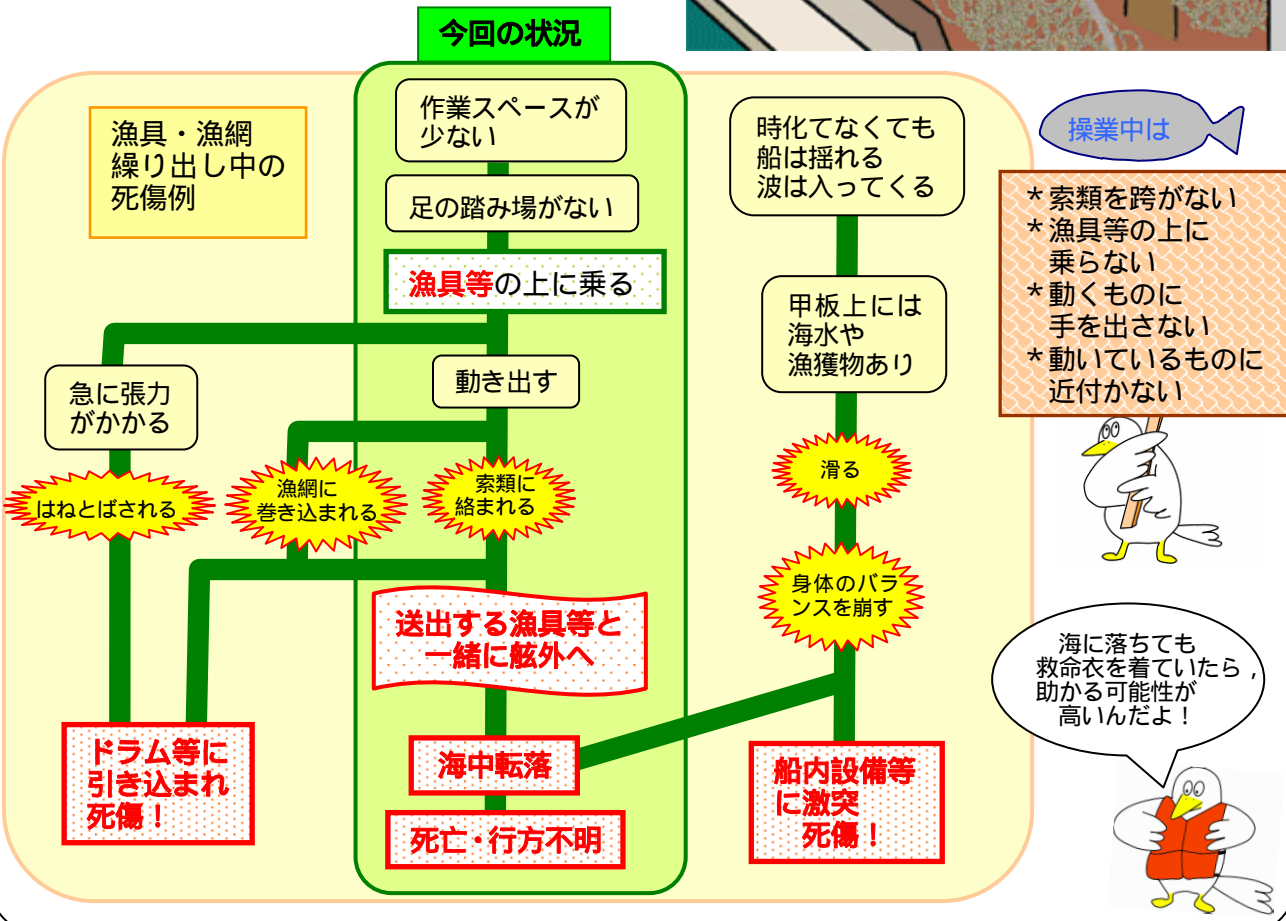 今回の状況
漁具・漁網
繰り出し中の
死傷例
作業スペースが
少ない
足の踏み場がない
漁具等の上に乗る
動き出す
急に張力
がかかる
はねとばされる
漁網に
巻き込まれる
索類に
絡まれる
送出する漁具等と
一緒に舷外へ
ドラム等に
引き込まれ
死傷！
海中転落
死亡・行方不明
時化てなくても
船は揺れる
波は入ってくる
甲板上には
海水や
漁獲物あり
滑る
身体のバラ
ンスを崩す
船内設備等
に激突
死傷！
操業中は
＊索類を跨がない
＊漁具等の上に
乗らない
＊動くものに
手を出さない
＊動いているものに
近付かない
海に落ちても
救命衣を着ていたら，
助かる可能性が
高いんだよ！